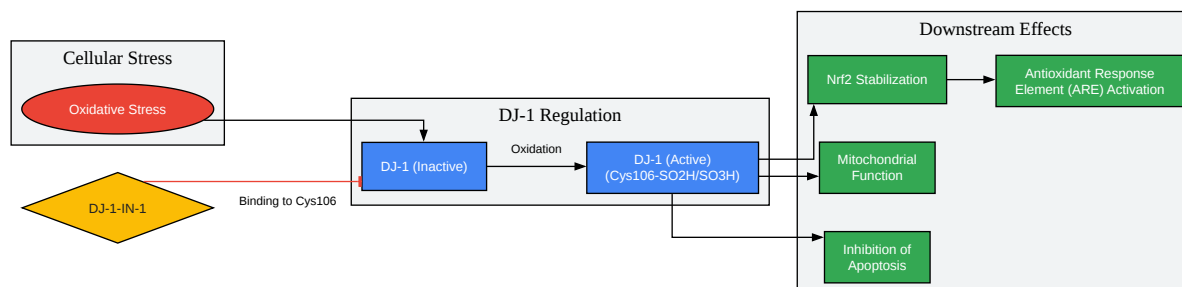 Cellular Stress
Oxidative Stress
DJ-1-IN-1
Binding to Cys106
DJ-1 Regulation
DJ-1 (Inactive)
Oxidation
DJ-1 (Active)
(Cys106-SO2H/SO3H)
Downstream Effects
Nrf2 Stabilization
Antioxidant Response
Element (ARE) Activation
Mitochondrial
Function
Inhibition of
Apoptosis